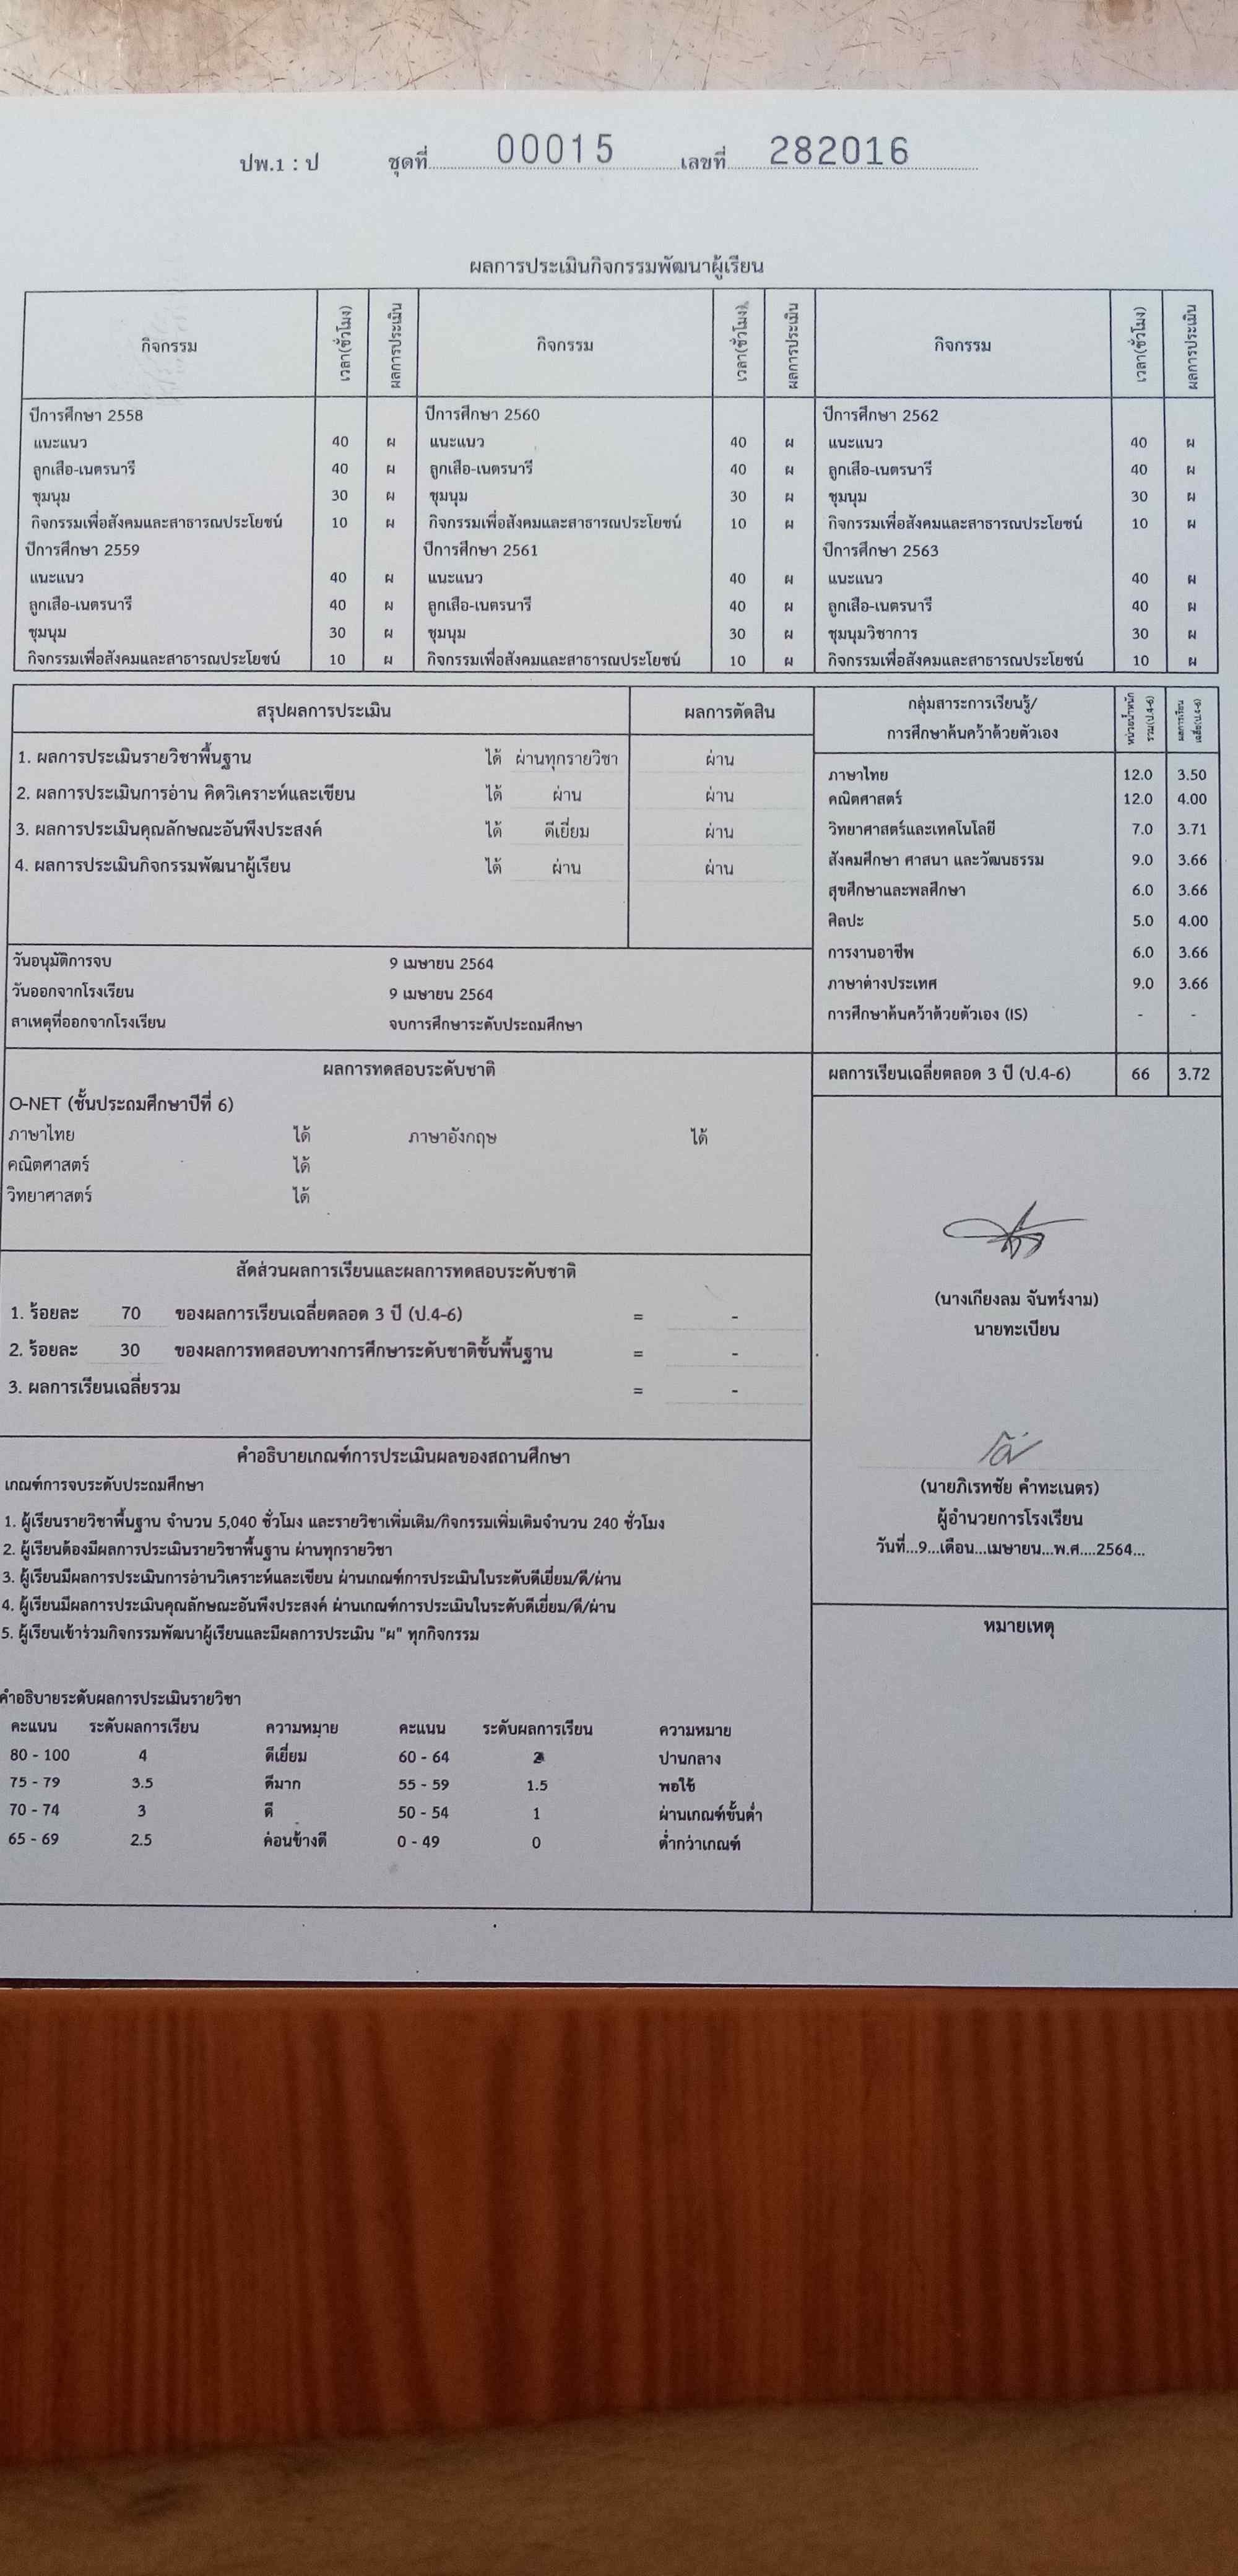 ปพ.1 : ป ชุดที่ 00015 เลขที่ 282016
ผลการประเมินกิจกรรมพัฒนาผู้เรียน
กิจกรรม เวลา(ชั่วโมง) ผลการประเมิน กิจกรรม เวลา(ชั่วโมง) ผลการประเมิน กิจกรรม เวลา(ชั่วโมง) ผลการประเมิน
ปีการศึกษา 2558 ปีการศึกษา 2560 ปีการศึกษา 2562
แนะแนว 40 ผ แนะแนว 40 ผ แนะแนว 40 ผ
ลูกเสือ-เนตรนารี 40 ผ ลูกเสือ-เนตรนารี 40 ผ ลูกเสือ-เนตรนารี 40 ผ
ชุมนุม 30 ผ ชุมนุม 30 ผ ชุมนุม 30 ผ
กิจกรรมเพื่อสังคมและสาธารณประโยชน์ 10 ผ กิจกรรมเพื่อสังคมและสาธารณประโยชน์ 10 ผ กิจกรรมเพื่อสังคมและสาธารณประโยชน์ 10 ผ
ปีการศึกษา 2559 ปีการศึกษา 2561 ปีการศึกษา 2563
แนะแนว 40 ผ แนะแนว 40 ผ แนะแนว 40 ผ
ลูกเสือ-เนตรนารี 40 ผ ลูกเสือ-เนตรนารี 40 ผ ลูกเสือ-เนตรนารี 40 ผ
ชุมนุม 30 ผ ชุมนุม 30 ผ ชุมนุมวิชาการ 30 ผ
กิจกรรมเพื่อสังคมและสาธารณประโยชน์ 10 ผ กิจกรรมเพื่อสังคมและสาธารณประโยชน์ 10 ผ กิจกรรมเพื่อสังคมและสาธารณประโยชน์ 10 ผ
สรุปผลการประเมิน ผลการตัดสิน
1. ผลการประเมินรายวิชาพื้นฐาน ได้ ผ่านทุกรายวิชา ผ่าน
2. ผลการประเมินการอ่าน คิดวิเคราะห์และเขียน ได้ ผ่าน ผ่าน
3. ผลการประเมินคุณลักษณะอันพึงประสงค์ ได้ ดีเยี่ยม ผ่าน
4. ผลการประเมินกิจกรรมพัฒนาผู้เรียน ได้ ผ่าน ผ่าน
วันอนุมัติการจบ 9 เมษายน 2564
วันออกจากโรงเรียน 9 เมษายน 2564
สาเหตุที่ออกจากโรงเรียน จบการศึกษาระดับประถมศึกษา
ผลการทดสอบระดับชาติ
O-NET (ชั้นประถมศึกษาปีที่ 6)
ภาษาไทย ได้ ภาษาอังกฤษ ได้
คณิตศาสตร์ ได้
วิทยาศาสตร์ ได้
สัดส่วนผลการเรียนและผลการทดสอบระดับชาติ
1. ร้อยละ 70 ของผลการเรียนเฉลี่ยตลอด 3 ปี (ป.4-6) = -
2. ร้อยละ 30 ของผลการทดสอบทางการศึกษาระดับชาติขั้นพื้นฐาน = -
3. ผลการเรียนเฉลี่ยรวม = -
คำอธิบายเกณฑ์การประเมินผลของสถานศึกษา
เกณฑ์การจบระดับประถมศึกษา
1. ผู้เรียนรายวิชาพื้นฐาน จำนวน 5,040 ชั่วโมง และรายวิชาเพิ่มเติม/กิจกรรมเพิ่มเติมจำนวน 240 ชั่วโมง
2. ผู้เรียนต้องมีผลการประเมินรายวิชาพื้นฐาน ผ่านทุกรายวิชา
3. ผู้เรียนมีผลการประเมินการอ่านวิเคราะห์และเขียน ผ่านเกณฑ์การประเมินในระดับดีเยี่ยม/ดี/ผ่าน
4. ผู้เรียนมีผลการประเมินคุณลักษณะอันพึงประสงค์ ผ่านเกณฑ์การประเมินในระดับดีเยี่ยม/ดี/ผ่าน
5. ผู้เรียนเข้าร่วมกิจกรรมพัฒนาผู้เรียนและมีผลการประเมิน "ผ" ทุกกิจกรรม
คำอธิบายระดับผลการประเมินรายวิชา
คะแนน ระดับผลการเรียน ความหมาย คะแนน ระดับผลการเรียน ความหมาย
80 - 100 4 ดีเยี่ยม 60 - 64 2 ปานกลาง
75 - 79 3.5 ดีมาก 55 - 59 1.5 พอใช้
70 - 74 3 ดี 50 - 54 1 ผ่านเกณฑ์ขั้นต่ำ
65 - 69 2.5 ค่อนข้างดี 0 - 49 0 ต่ำกว่าเกณฑ์
กลุ่มสาระการเรียนรู้/
การศึกษาค้นคว้าด้วยตัวเอง หน่วยน้ำหนักรวม(ป.4-6) ผลการเรียนเฉลี่ย(ป.4-6)
ภาษาไทย 12.0 3.50
คณิตศาสตร์ 12.0 4.00
วิทยาศาสตร์และเทคโนโลยี 7.0 3.71
สังคมศึกษา ศาสนา และวัฒนธรรม 9.0 3.66
สุขศึกษาและพลศึกษา 6.0 3.66
ศิลปะ 5.0 4.00
การงานอาชีพ 6.0 3.66
ภาษาต่างประเทศ 9.0 3.66
การศึกษาค้นคว้าด้วยตัวเอง (IS) - -
ผลการเรียนเฉลี่ยตลอด 3 ปี (ป.4-6) 66 3.72
(นางเกียงลม จันทร์งาม)
นายทะเบียน
(นายภิเรทชัย คำทะเนตร)
ผู้อำนวยการโรงเรียน
วันที่...9...เดือน...เมษายน...พ.ศ....2564...
หมายเหตุ